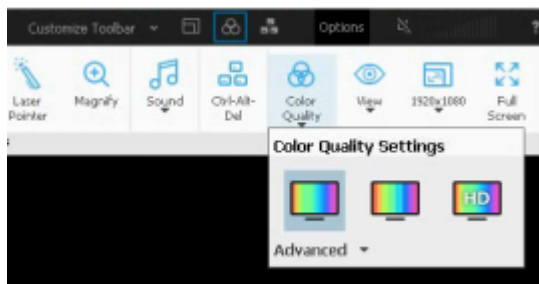 Customize Toolbar
Options
?
Laser Pointer
Magnify
Sound
Ctrl-Alt-Del
Color Quality
View
1920x1080
Full Screen
Color Quality Settings
HD
Advanced